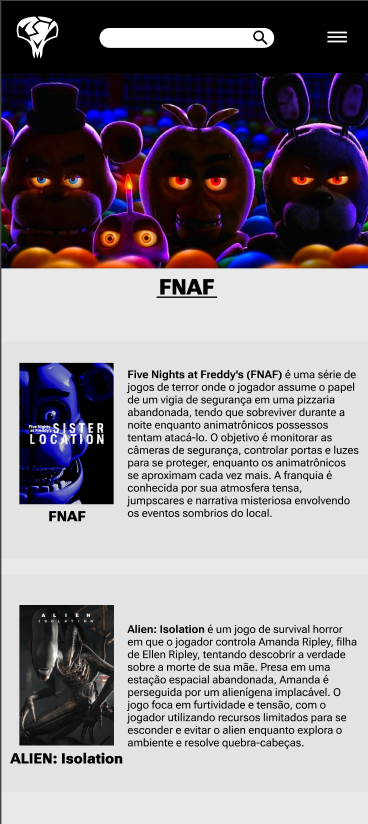 FNAF
Five Nights at Freddy's (FNAF) é uma série de
jogos de terror onde o jogador assume o papel
de um vigia de segurança em uma pizzaria
abandonada, tendo que sobreviver durante a
noite enquanto animatrônicos possessos
tentam atacá-lo. O objetivo é monitorar as
câmeras de segurança, controlar portas e luzes
para se proteger, enquanto os animatrônicos
se aproximam cada vez mais. A franquia é
conhecida por sua atmosfera tensa,
jumpscares e narrativa misteriosa envolvendo
os eventos sombrios do local.
Five Nights
at Freddy's
SISTER
LOCATION
FNAF
ALIEN
ISOLATION
Alien: Isolation é um jogo de survival horror
em que o jogador controla Amanda Ripley, filha
de Ellen Ripley, tentando descobrir a verdade
sobre a morte de sua mãe. Presa em uma
estação espacial abandonada, Amanda é
perseguida por um alienígena implacável. O
jogo foca em furtividade e tensão, com o
jogador utilizando recursos limitados para se
esconder e evitar o alien enquanto explora o
ambiente e resolve quebra-cabeças.
ALIEN: Isolation